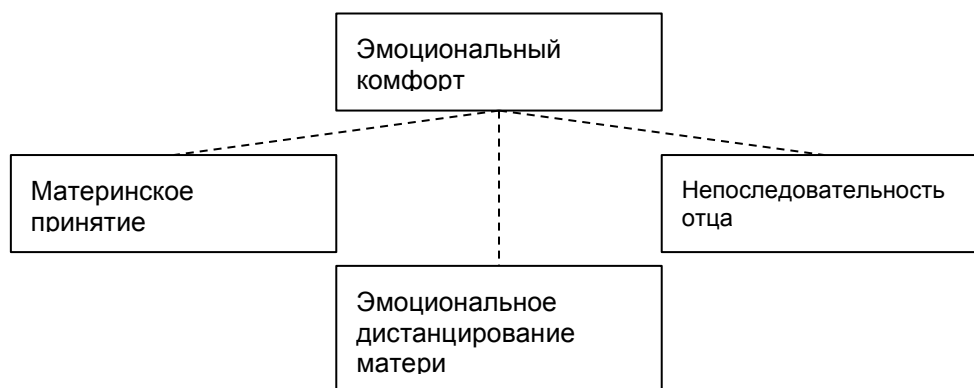 Эмоциональный
комфорт
Материнское
принятие
Непоследовательность
отца
Эмоциональное
дистанцирование
матери